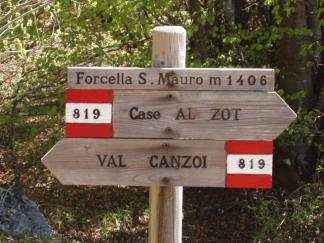 Forcella S. Mauro m 1406
819 Case AL ZOT
VAL CANZOI 819